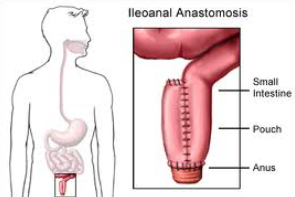 Ileoanal Anastomosis
Small
Intestine
Pouch
Anus